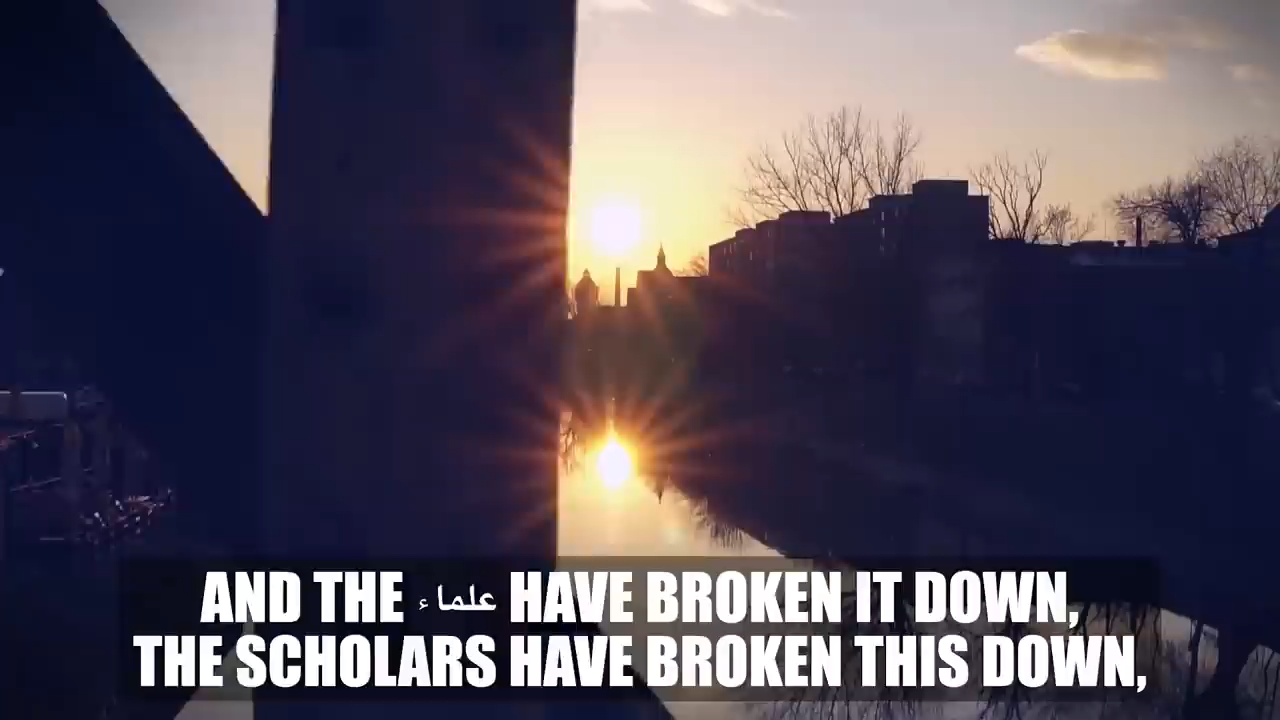 AND THE علماء HAVE BROKEN IT DOWN,
THE SCHOLARS HAVE BROKEN THIS DOWN,